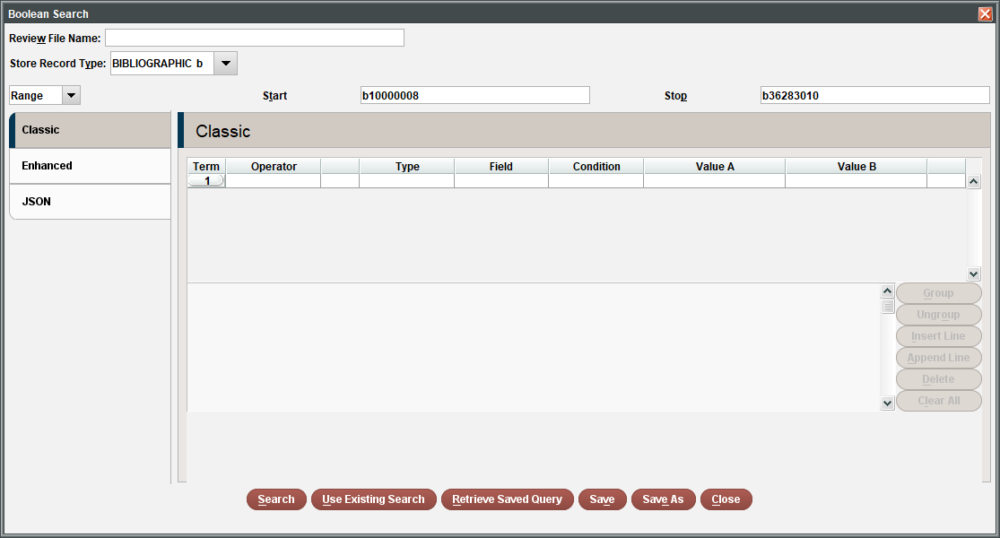 Boolean Search
Review File Name:
Store Record Type: BIBLIOGRAPHIC b
Range Start b10000008 Stop b36283010
Classic
Enhanced
JSON
Classic
Term Operator Type Field Condition Value A Value B
1
Group
Ungroup
Insert Line
Append Line
Delete
Clear All
Search Use Existing Search Retrieve Saved Query Save Save As Close